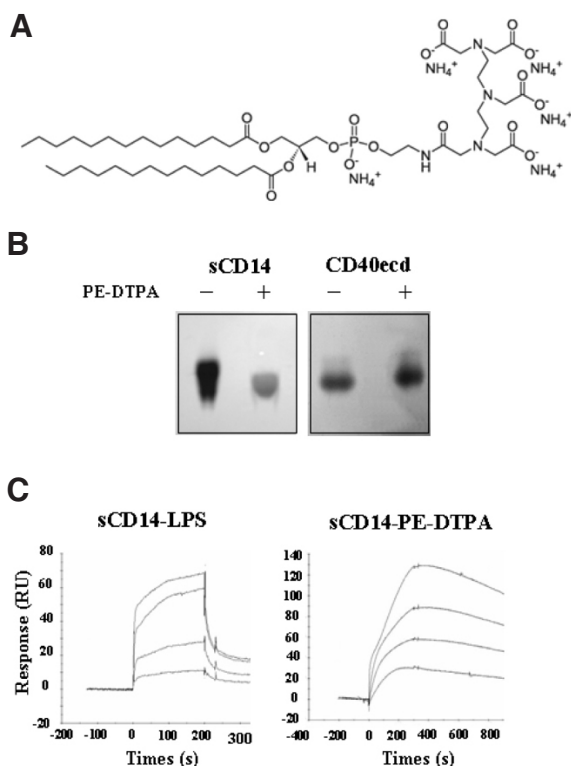 A
O O
O⁻ N O⁻
NH₄⁺ NH₄⁺
O
N O⁻
NH₄⁺
O O O O
O O P O N O⁻
O H O⁻ H NH₄⁺
O NH₄⁺
B
sCD14 CD40ecd
PE-DTPA − + − +
C
sCD14-LPS sCD14-PE-DTPA
Response (RU)
80
60
40
20
0
-20
-200 -100 0 100 200 300
Times (s)
140
120
100
80
60
40
20
00
-20
-400 -200 0 200 400 600 800
Times (s)